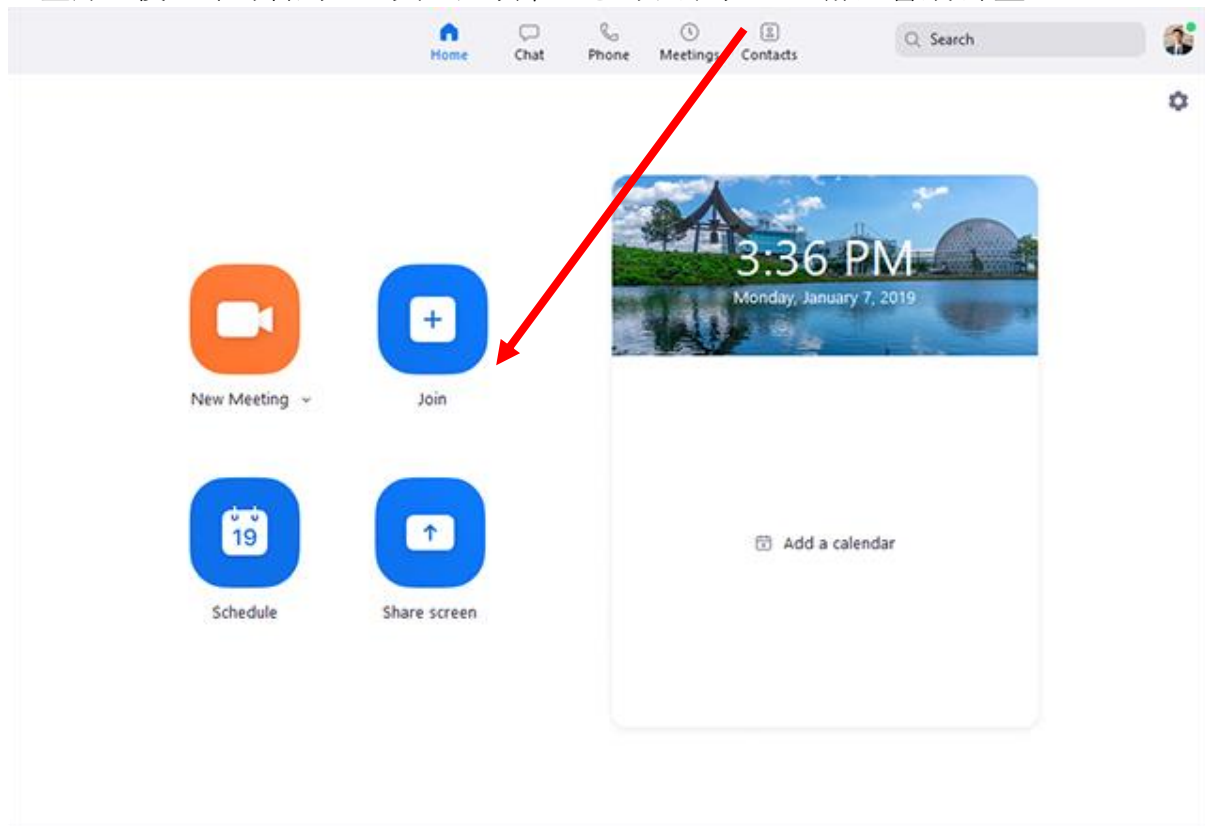 Home
Chat
Phone
Meetings
Contacts
Search
3:36 PM
Monday, January 7, 2019
New Meeting
Join
19
Schedule
Share screen
Add a calendar